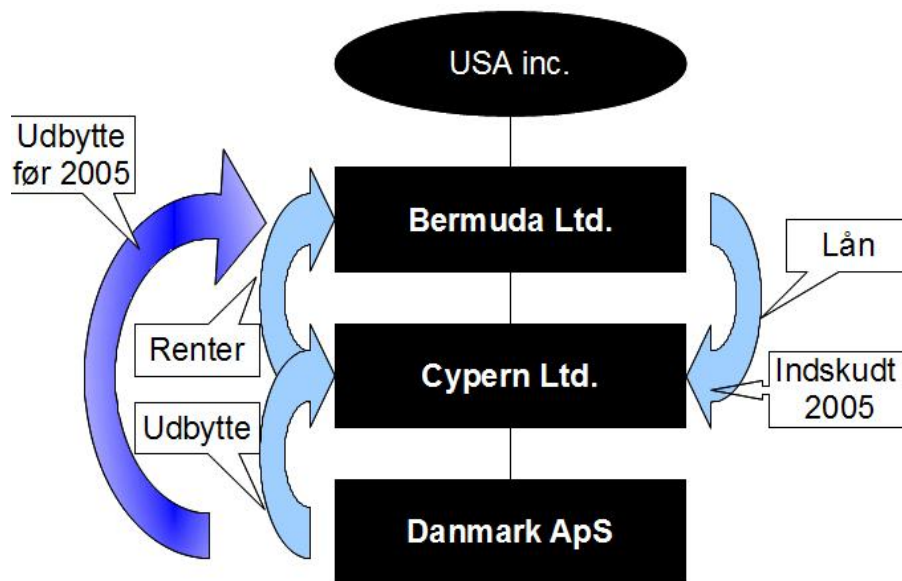 USA inc.
Udbytte
før 2005
Bermuda Ltd.
Lån
Renter
Cypern Ltd.
Indskudt
2005
Udbytte
Danmark ApS